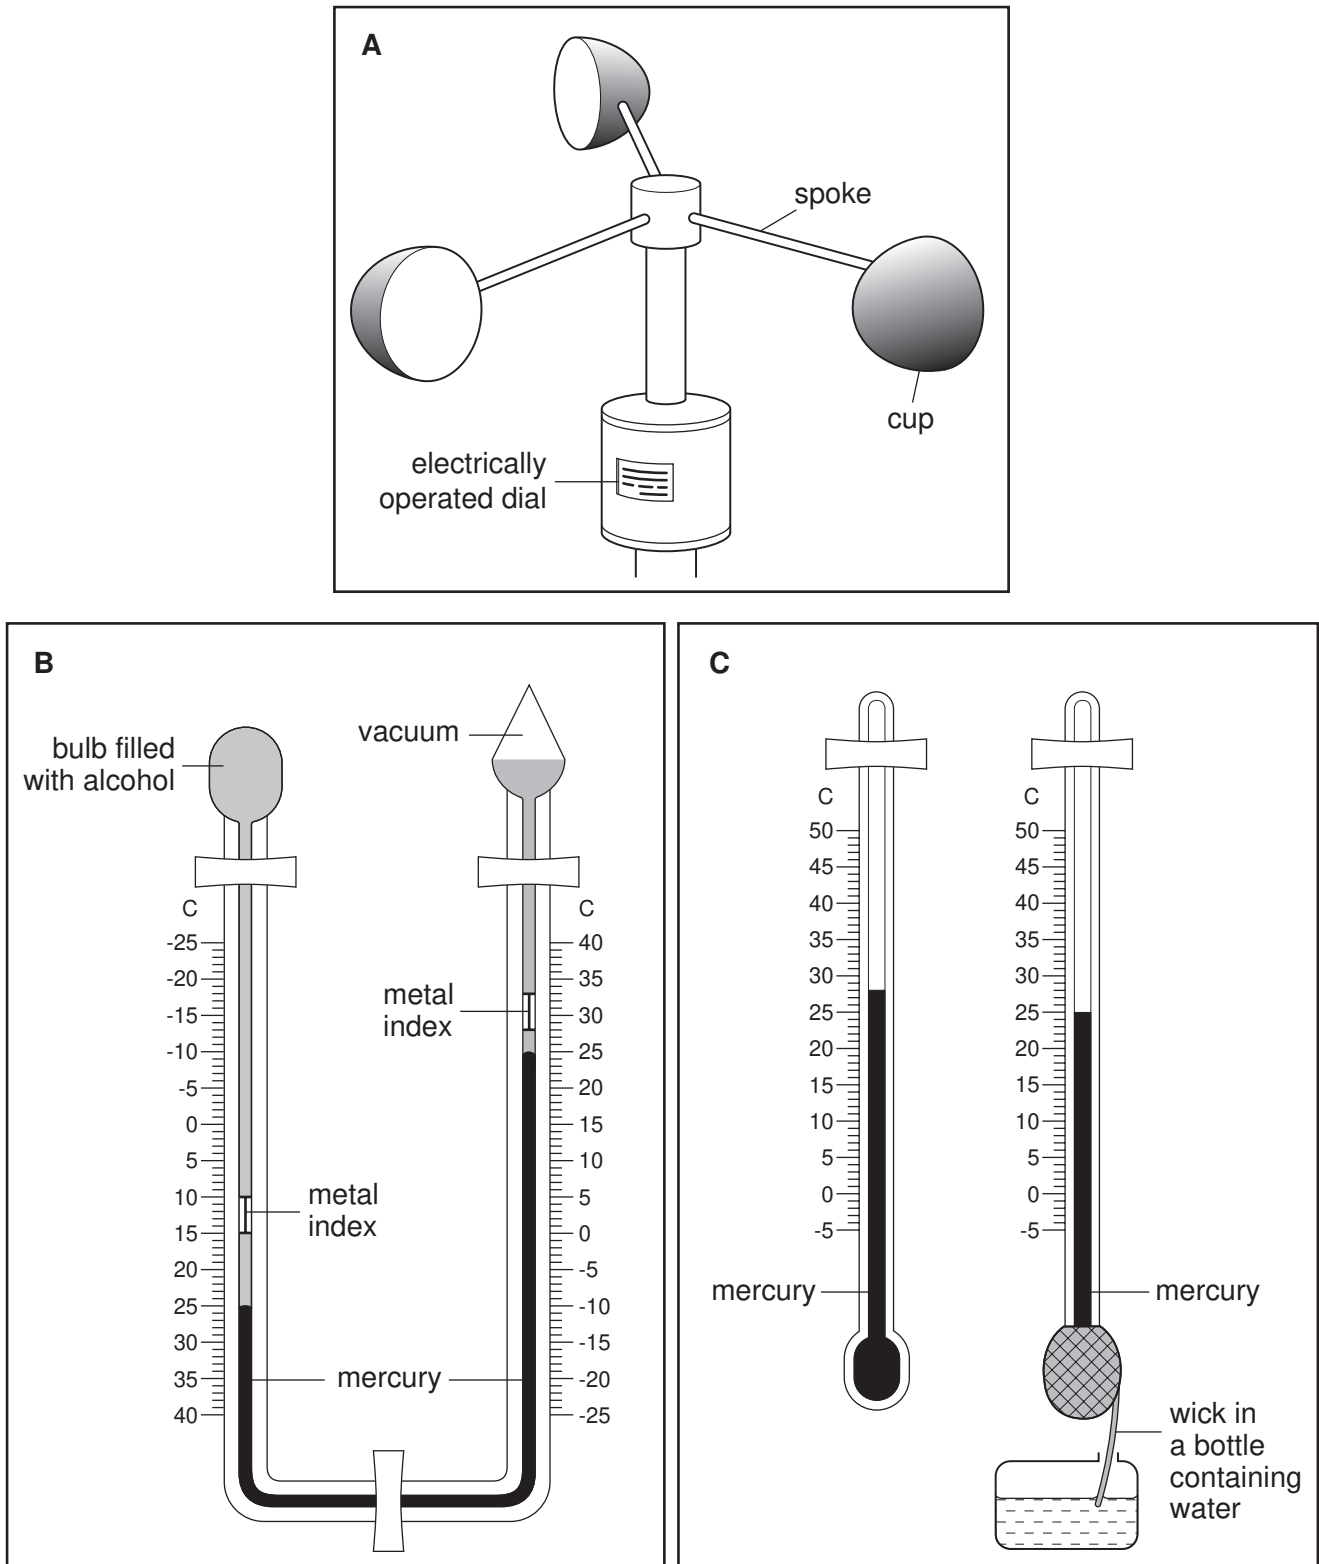 A
spoke
cup
electrically
operated dial
B
bulb filled
with alcohol
vacuum
C
C
-25
-20
-15
-10
-5
0
5
10
15
20
25
30
35
40
40
35
30
25
20
15
10
5
0
-5
-10
-15
-20
-25
metal
index
metal
index
mercury
C
C
50
45
40
35
30
25
20
15
10
5
0
-5
C
50
45
40
35
30
25
20
15
10
5
0
-5
mercury
mercury
wick in
a bottle
containing
water